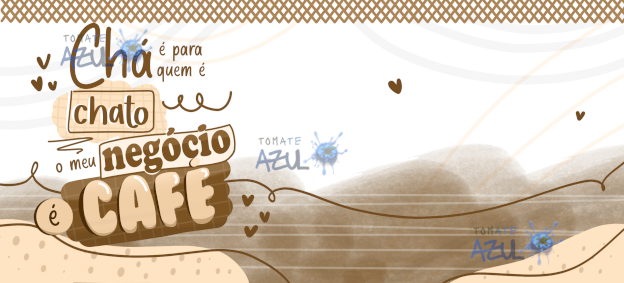 TOMATE
AZUL
Chá é para
quem é
chato
o meu negócio
é CAFÉ
TOMATE
AZUL
TOMATE
AZUL